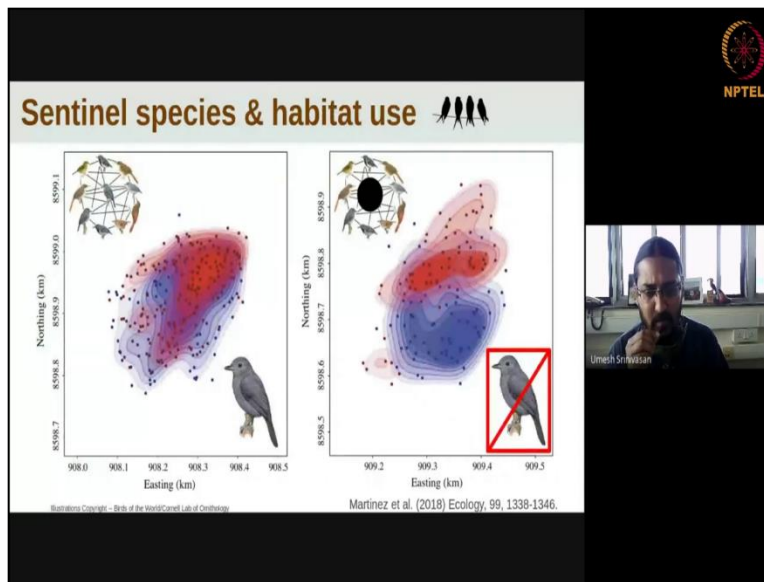 NPTEL
Sentinel species & habitat use
Northing (km)
8599.1
8599.0
8598.9
8598.8
8598.7
908.0 908.1 908.2 908.3 908.4 908.5
Easting (km)
Northing (km)
8598.9
8598.8
8598.7
8598.6
8598.5
909.2 909.3 909.4 909.5
Easting (km)
Illustrations Copyright – Birds of the World/Cornell Lab of Ornithology
Martinez et al. (2018) Ecology, 99, 1338-1346.
Umesh Srinivasan